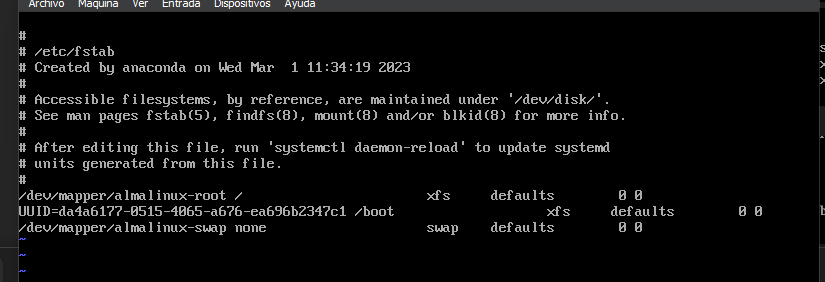 Archivo Máquina Ver Entrada Dispositivos Ayuda
#
# /etc/fstab
# Created by anaconda on Wed Mar  1 11:34:19 2023
#
# Accessible filesystems, by reference, are maintained under '/dev/disk/'.
# See man pages fstab(5), findfs(8), mount(8) and/or blkid(8) for more info.
#
# After editing this file, run 'systemctl daemon-reload' to update systemd
# units generated from this file.
#
/dev/mapper/almalinux-root /                       xfs     defaults        0 0
UUID=da4a6177-0515-4065-a676-ea696b2347c1 /boot                   xfs     defaults        0 0
/dev/mapper/almalinux-swap none                    swap    defaults        0 0
~
~
~